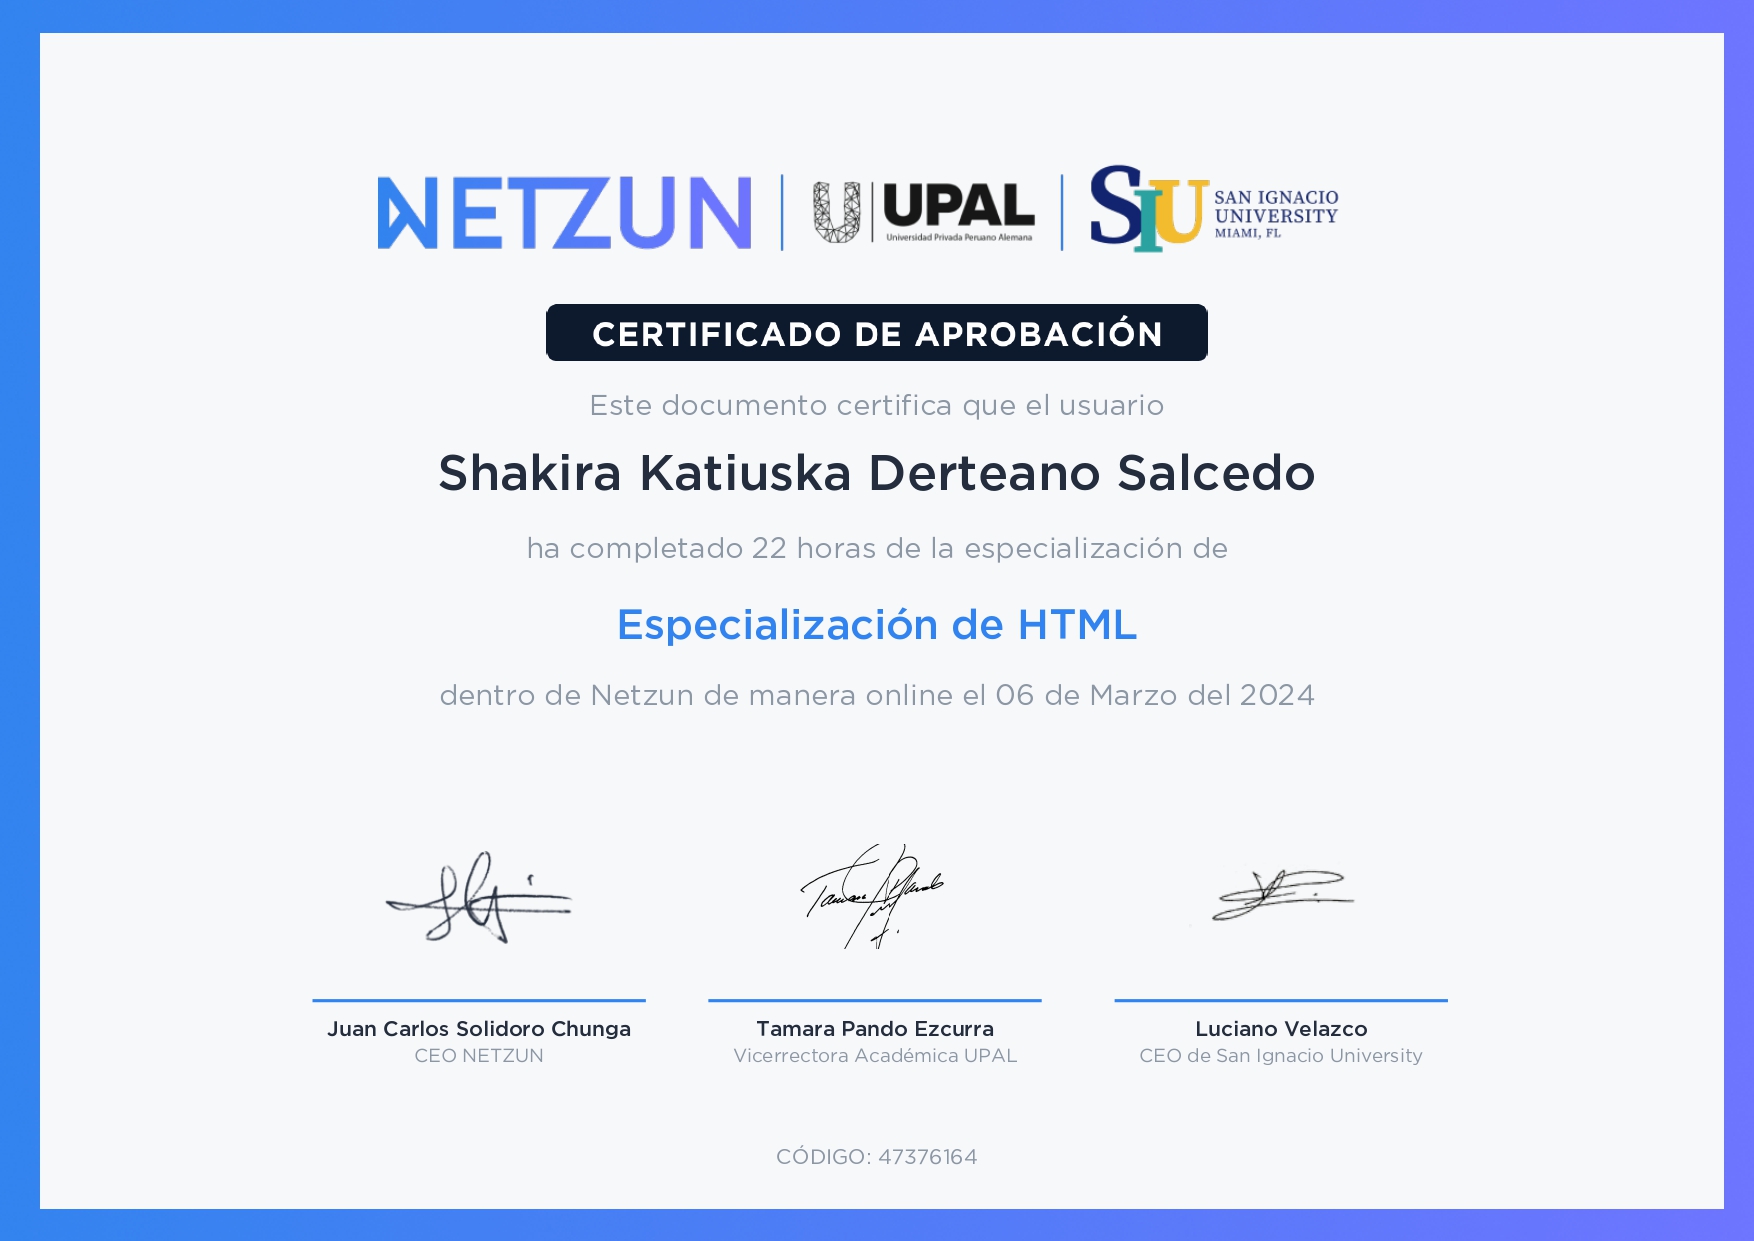 NETZUN
UPAL
Universidad Privada Peruano Alemana
SIU
SAN IGNACIO
UNIVERSITY
MIAMI, FL
CERTIFICADO DE APROBACIÓN
Este documento certifica que el usuario
Shakira Katiuska Derteano Salcedo
ha completado 22 horas de la especialización de
Especialización de HTML
dentro de Netzun de manera online el 06 de Marzo del 2024
Juan Carlos Solidoro Chunga
CEO NETZUN
Tamara Pando Ezcurra
Vicerrectora Académica UPAL
Luciano Velazco
CEO de San Ignacio University
CÓDIGO: 47376164